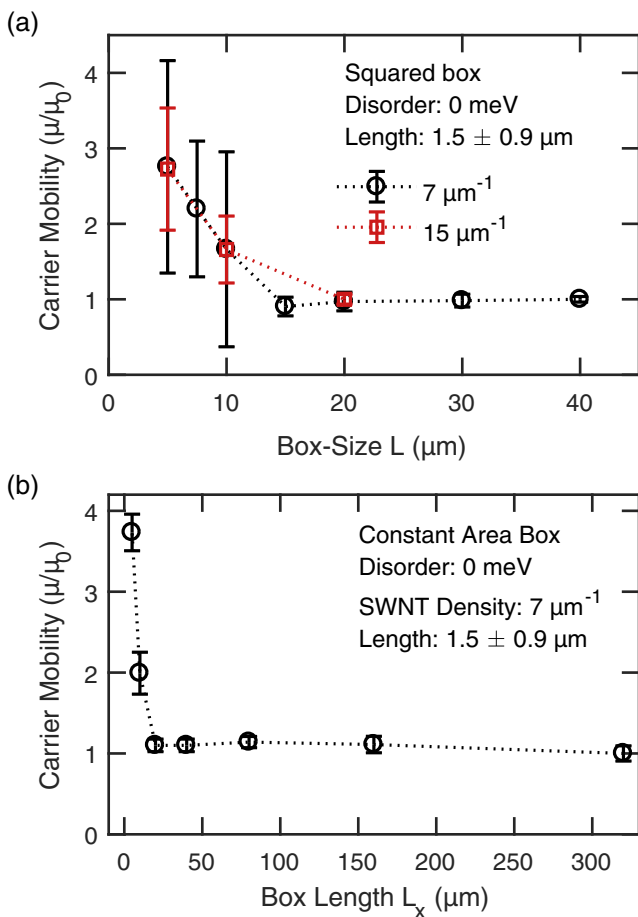 (a)
Carrier Mobility (μ/μ₀)
4
3
2
1
0
Squared box
Disorder: 0 meV
Length: 1.5 ± 0.9 μm
7 μm⁻¹
15 μm⁻¹
0 10 20 30 40
Box-Size L (μm)
(b)
Carrier Mobility (μ/μ₀)
4
3
2
1
0
Constant Area Box
Disorder: 0 meV
SWNT Density: 7 μm⁻¹
Length: 1.5 ± 0.9 μm
0 50 100 150 200 250 300
Box Length Lₓ (μm)